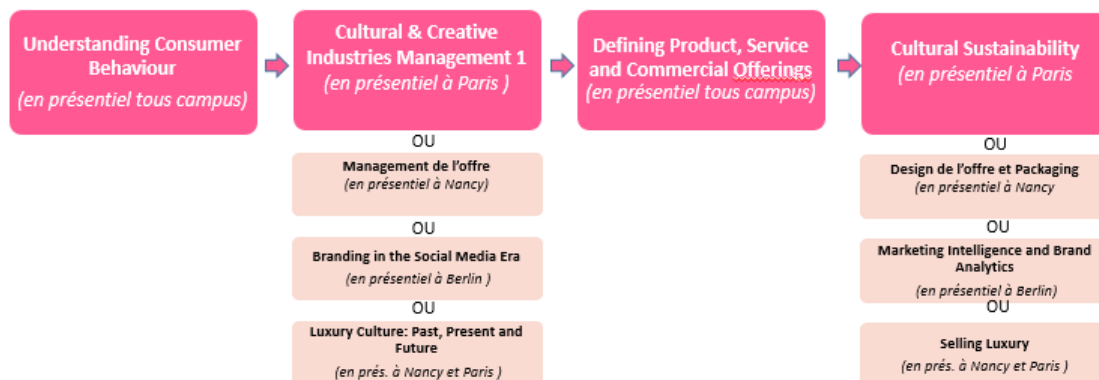 Understanding Consumer
Behaviour
(en présentiel tous campus)
Cultural & Creative
Industries Management 1
(en présentiel à Paris )
OU
Management de l'offre
(en présentiel à Nancy)
OU
Branding in the Social Media Era
(en présentiel à Berlin )
OU
Luxury Culture: Past, Present and
Future
(en prés. à Nancy et Paris )
Defining Product, Service
and Commercial Offerings
(en présentiel tous campus)
Cultural Sustainability
(en présentiel à Paris
OU
Design de l'offre et Packaging
(en présentiel à Nancy
OU
Marketing Intelligence and Brand
Analytics
(en présentiel à Berlin)
OU
Selling Luxury
(en prés. à Nancy et Paris )